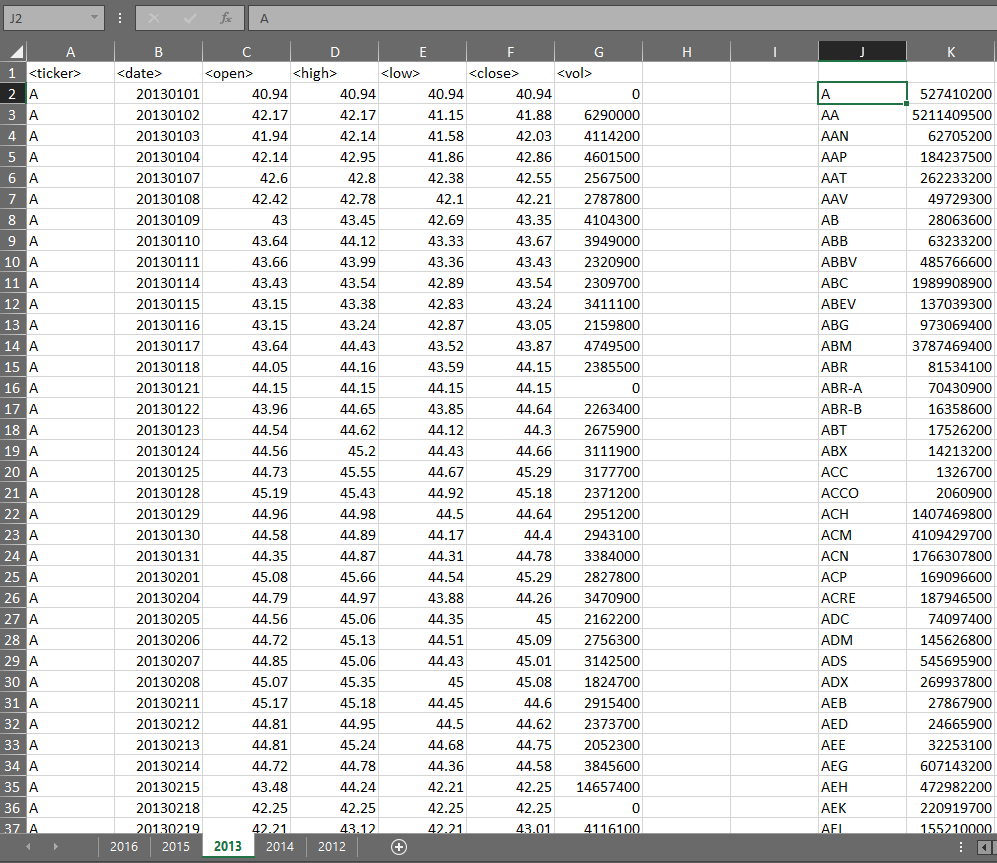 J2 fx A
A B C D E F G H I J K
1 <ticker> <date> <open> <high> <low> <close> <vol>
2 A 20130101 40.94 40.94 40.94 40.94 0 A 527410200
3 A 20130102 42.17 42.17 41.15 41.88 6290000 AA 5211409500
4 A 20130103 41.94 42.14 41.58 42.03 4114200 AAN 62705200
5 A 20130104 42.14 42.95 41.86 42.86 4601500 AAP 184237500
6 A 20130107 42.6 42.8 42.38 42.55 2567500 AAT 262233200
7 A 20130108 42.42 42.78 42.1 42.21 2787800 AAV 49729300
8 A 20130109 43 43.45 42.69 43.35 4104300 AB 28063600
9 A 20130110 43.64 44.12 43.33 43.67 3949000 ABB 63233200
10 A 20130111 43.66 43.99 43.36 43.43 2320900 ABBV 485766600
11 A 20130114 43.43 43.54 42.89 43.54 2309700 ABC 1989908900
12 A 20130115 43.15 43.38 42.83 43.24 3411100 ABEV 137039300
13 A 20130116 43.15 43.24 42.87 43.05 2159800 ABG 973069400
14 A 20130117 43.64 44.43 43.52 43.87 4749500 ABM 3787469400
15 A 20130118 44.05 44.16 43.59 44.15 2385500 ABR 81534100
16 A 20130121 44.15 44.15 44.15 44.15 0 ABR-A 70430900
17 A 20130122 43.96 44.65 43.85 44.64 2263400 ABR-B 16358600
18 A 20130123 44.54 44.62 44.12 44.3 2675900 ABT 17526200
19 A 20130124 44.56 45.2 44.43 44.66 3111900 ABX 14213200
20 A 20130125 44.73 45.55 44.67 45.29 3177700 ACC 1326700
21 A 20130128 45.19 45.43 44.92 45.18 2371200 ACCO 2060900
22 A 20130129 44.96 44.98 44.5 44.64 2951200 ACH 1407469800
23 A 20130130 44.58 44.89 44.17 44.4 2943100 ACM 4109429700
24 A 20130131 44.35 44.87 44.31 44.78 3384000 ACN 1766307800
25 A 20130201 45.08 45.66 44.54 45.29 2827800 ACP 169096600
26 A 20130204 44.79 44.97 43.88 44.26 3470900 ACRE 187946500
27 A 20130205 44.56 45.06 44.35 45 2162200 ADC 74097400
28 A 20130206 44.72 45.13 44.51 45.09 2756300 ADM 145626800
29 A 20130207 44.85 45.06 44.43 45.01 3142500 ADS 545695900
30 A 20130208 45.07 45.35 45 45.08 1824700 ADX 269937800
31 A 20130211 45.17 45.18 44.45 44.6 2915400 AEB 27867900
32 A 20130212 44.81 44.95 44.5 44.62 2373700 AED 24665900
33 A 20130213 44.81 45.24 44.68 44.75 2052300 AEE 32253100
34 A 20130214 44.72 44.78 44.36 44.58 3845600 AEG 607143200
35 A 20130215 43.48 44.24 42.21 42.25 14657400 AEH 472982200
36 A 20130218 42.25 42.25 42.25 42.25 0 AEK 220919700
37 A 20130219 42.21 43.12 42.21 43.01 4116100 155210000
2016 2015 2013 2014 2012